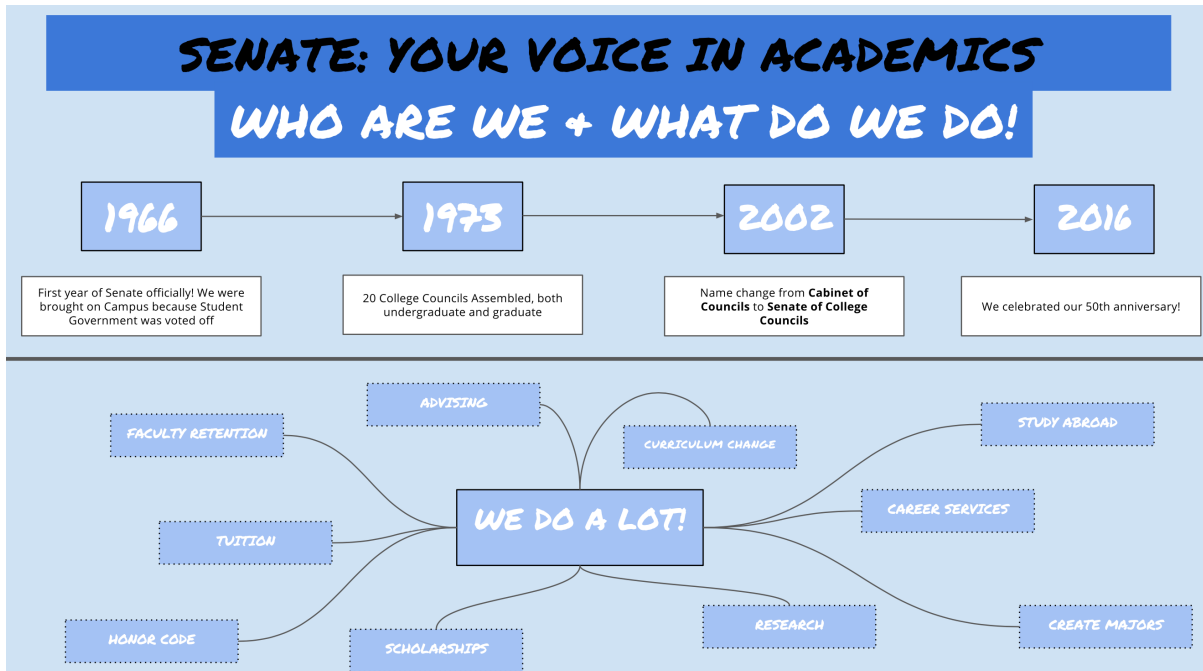 SENATE: YOUR VOICE IN ACADEMICS
WHO ARE WE & WHAT DO WE DO!
1966
1973
2002
2016
First year of Senate officially! We were
brought on Campus because Student
Government was voted off
20 College Councils Assembled, both
undergraduate and graduate
Name change from Cabinet of
Councils to Senate of College
Councils
We celebrated our 50th anniversary!
ADVISING
FACULTY RETENTION
CURRICULUM CHANGE
STUDY ABROAD
WE DO A LOT!
CAREER SERVICES
TUITION
HONOR CODE
SCHOLARSHIPS
RESEARCH
CREATE MAJORS